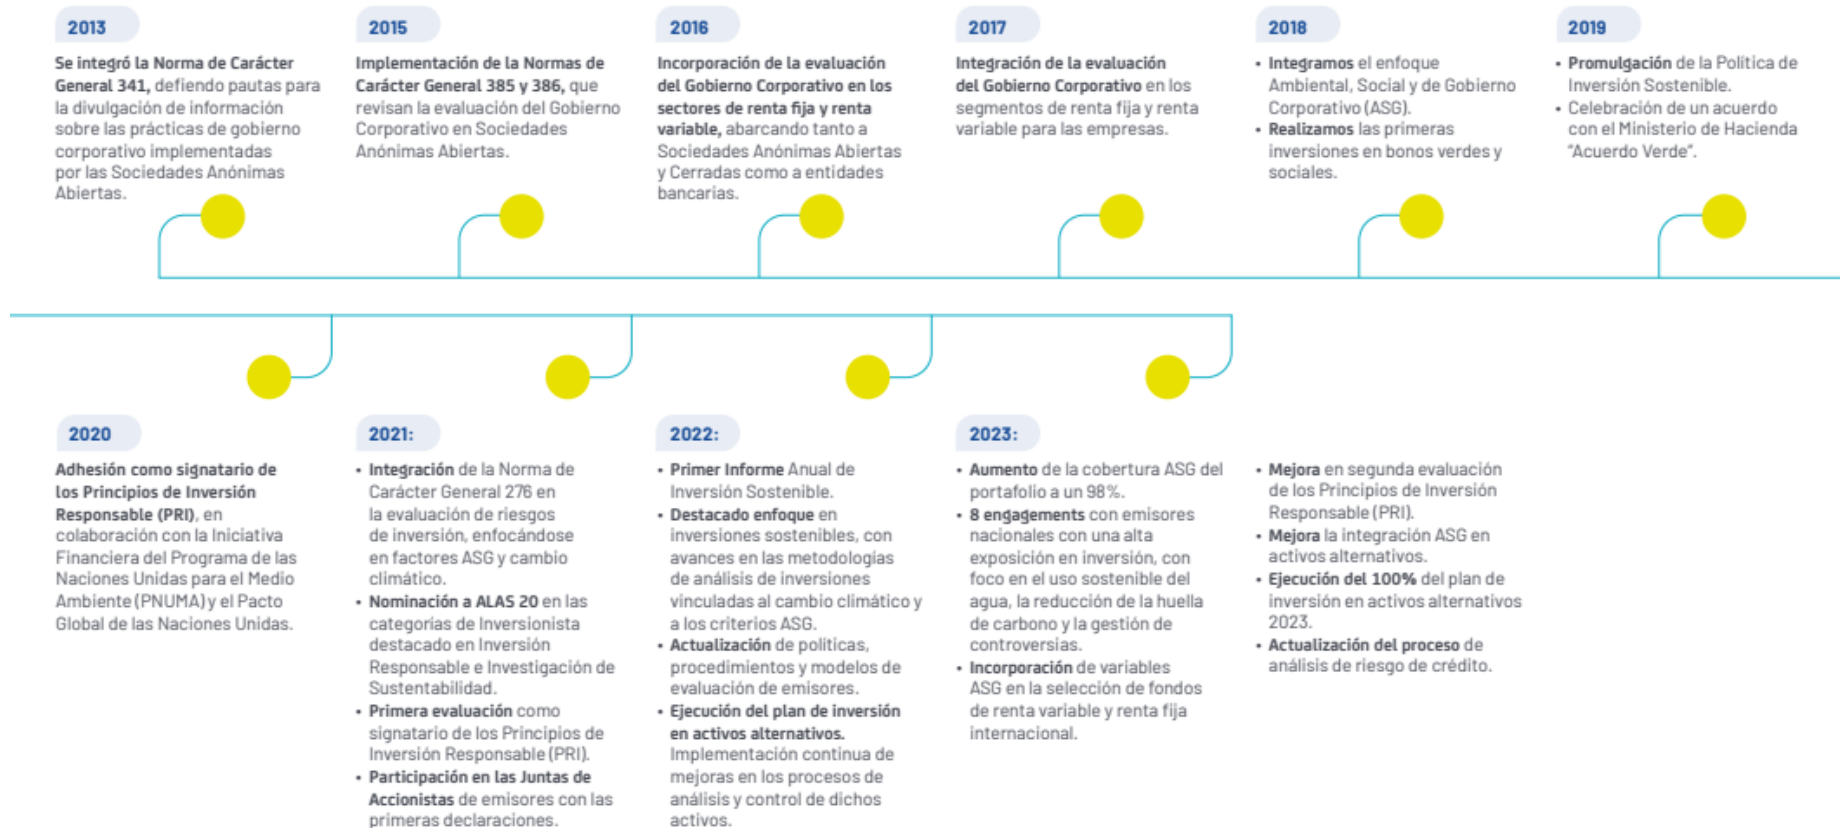 2013
Se integró la Norma de Carácter
General 341, defiendo pautas para
la divulgación de información
sobre las prácticas de gobierno
corporativo implementadas
por las Sociedades Anónimas
Abiertas.
2015
Implementación de la Normas de
Carácter General 385 y 386, que
revisan la evaluación del Gobierno
Corporativo en Sociedades
Anónimas Abiertas.
2016
Incorporación de la evaluación
del Gobierno Corporativo en los
sectores de renta fija y renta
variable, abarcando tanto a
Sociedades Anónimas Abiertas
y Cerradas como a entidades
bancarias.
2017
Integración de la evaluación
del Gobierno Corporativo en los
segmentos de renta fija y renta
variable para las empresas.
2018
• Integramos el enfoque
Ambiental, Social y de Gobierno
Corporativo (ASG).
• Realizamos las primeras
inversiones en bonos verdes y
sociales.
2019
• Promulgación de la Política de
Inversión Sostenible.
• Celebración de un acuerdo
con el Ministerio de Hacienda
"Acuerdo Verde".
2020
Adhesión como signatario de
los Principios de Inversión
Responsable (PRI), en
colaboración con la Iniciativa
Financiera del Programa de las
Naciones Unidas para el Medio
Ambiente (PNUMA) y el Pacto
Global de las Naciones Unidas.
2021:
• Integración de la Norma de
Carácter General 276 en
la evaluación de riesgos
de inversión, enfocándose
en factores ASG y cambio
climático.
• Nominación a ALAS 20 en las
categorías de Inversionista
destacado en Inversión
Responsable e Investigación de
Sustentabilidad.
• Primera evaluación como
signatario de los Principios de
Inversión Responsable (PRI).
• Participación en las Juntas de
Accionistas de emisores con las
primeras declaraciones.
2022:
• Primer Informe Anual de
Inversión Sostenible.
• Destacado enfoque en
inversiones sostenibles, con
avances en las metodologías
de análisis de inversiones
vinculadas al cambio climático y
a los criterios ASG.
• Actualización de políticas,
procedimientos y modelos de
evaluación de emisores.
• Ejecución del plan de inversión
en activos alternativos.
Implementación continua de
mejoras en los procesos de
análisis y control de dichos
activos.
2023:
• Aumento de la cobertura ASG del
portafolio a un 98%.
• 8 engagements con emisores
nacionales con una alta
exposición en inversión, con
foco en el uso sostenible del
agua, la reducción de la huella
de carbono y la gestión de
controversias.
• Incorporación de variables
ASG en la selección de fondos
de renta variable y renta fija
internacional.
• Mejora en segunda evaluación
de los Principios de Inversión
Responsable (PRI).
• Mejora la integración ASG en
activos alternativos.
• Ejecución del 100% del plan de
inversión en activos alternativos
2023.
• Actualización del proceso de
análisis de riesgo de crédito.